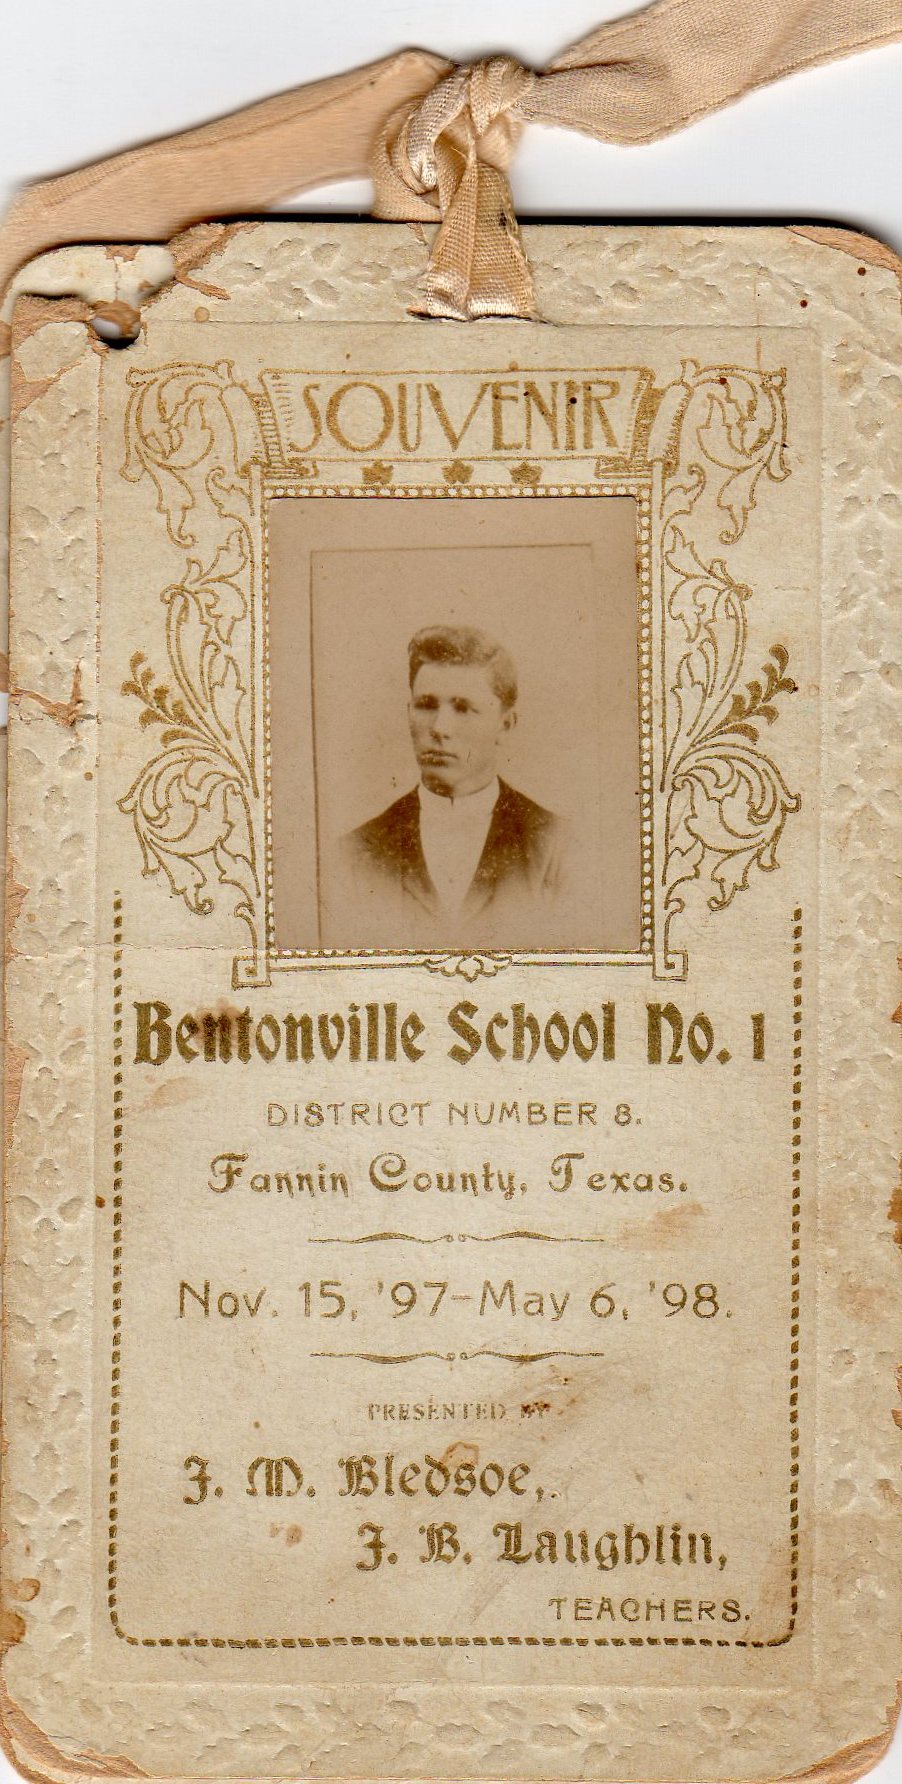 SOUVENIR
Bentonville School No. 1
DISTRICT NUMBER 8.
Fannin County, Texas.
Nov. 15, '97-May 6, '98.
PRESENTED BY
J. M. Bledsoe,
J. B. Laughlin,
TEACHERS.